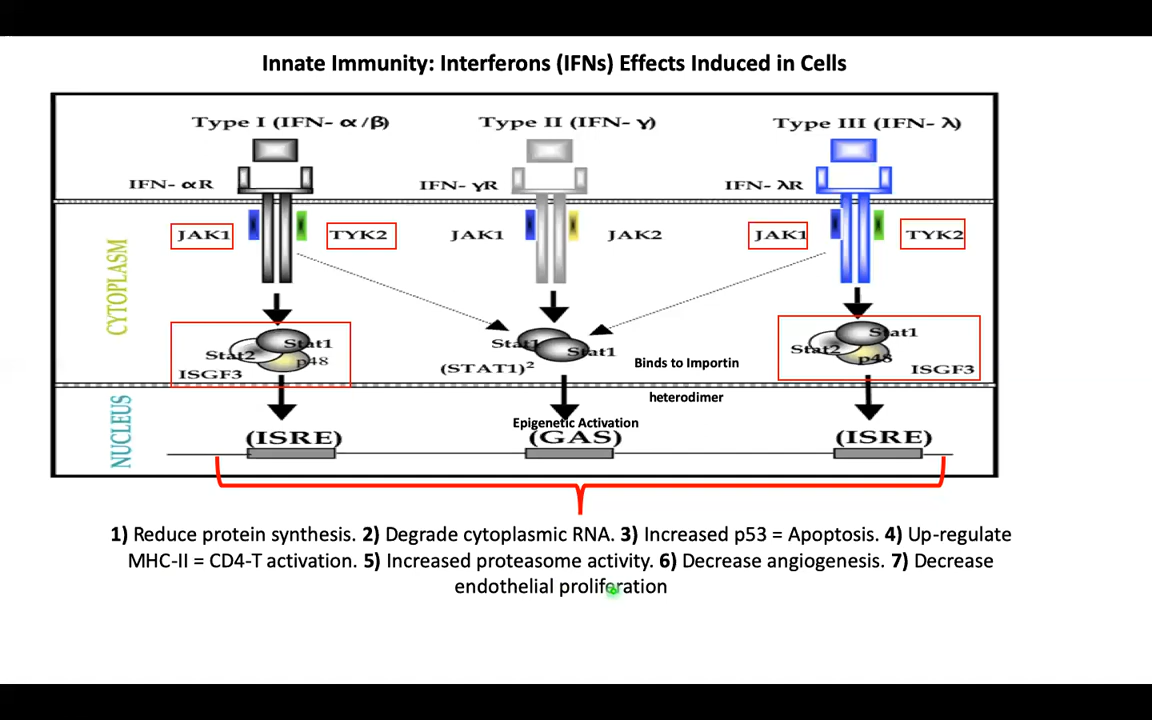 Innate Immunity: Interferons (IFNs) Effects Induced in Cells
Type I (IFN- α/β) Type II (IFN- γ) Type III (IFN- λ)
IFN- αR IFN- γR IFN- λR
JAK1 TYK2 JAK1 JAK2 JAK1 TYK2
CYTOPLASM
Stat1 Stat1 Stat1
Stat2 Stat1 Stat2
p48 p48
ISGF3 (STAT1)² Binds to Importin ISGF3
heterodimer
NUCLEUS
Epigenetic Activation
(ISRE) (GAS) (ISRE)
1) Reduce protein synthesis. 2) Degrade cytoplasmic RNA. 3) Increased p53 = Apoptosis. 4) Up-regulate
MHC-II = CD4-T activation. 5) Increased proteasome activity. 6) Decrease angiogenesis. 7) Decrease
endothelial proliferation